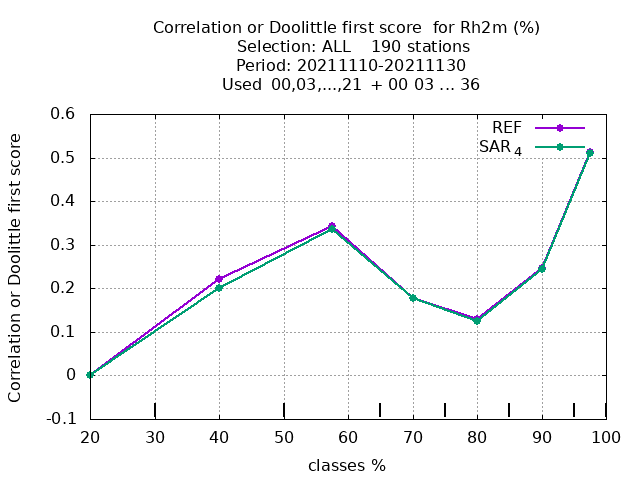 Correlation or Doolittle first score  for Rh2m (%)
Selection: ALL    190 stations
Period: 20211110-20211130
Used  00,03,...,21  + 00 03 ... 36
REF
SAR 4
Correlation or Doolittle first score
0.6
0.5
0.4
0.3
0.2
0.1
0
-0.1
20 30 40 50 60 70 80 90 100
classes %